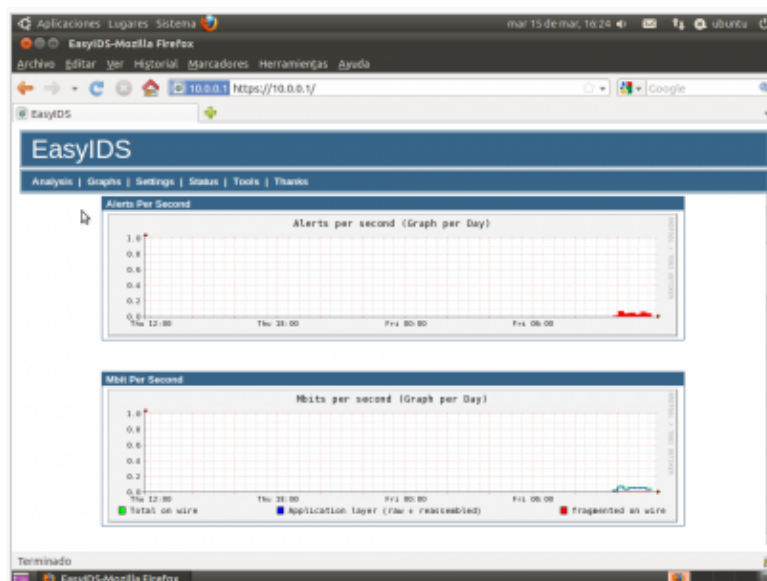 Aplicaciones Lugares Sistema mar 15 de mar, 16:24 ubuntu
EasyIDS-Mozilla Firefox
Archivo Editar Ver Historial Marcadores Herramientas Ayuda
10.0.0.1 https://10.0.0.1/ Google
EasyIDS
EasyIDS
Analysis | Graphs | Settings | Status | Tools | Thanks
Alerts Per Second
Alerts per second (Graph per Day)
1.0
0.8
0.6
0.4
0.2
0.0
Thu 12:00 Thu 18:00 Fri 00:00 Fri 06:00
Mbit Per Second
Mbits per second (Graph per Day)
1.0
0.8
0.6
0.4
0.2
0.0
Thu 12:00 Thu 18:00 Fri 00:00 Fri 06:00
Total on wire Application layer (raw + reassembled) fragmented on wire
Terminado
EasyIDS-Mozilla Firefox